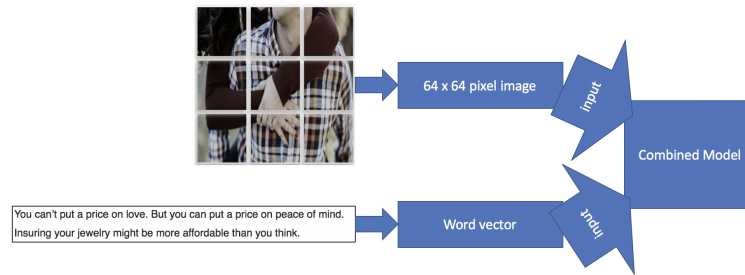 64 x 64 pixel image
input
Combined Model
You can't put a price on love. But you can put a price on peace of mind.
Insuring your jewelry might be more affordable than you think.
Word vector
input